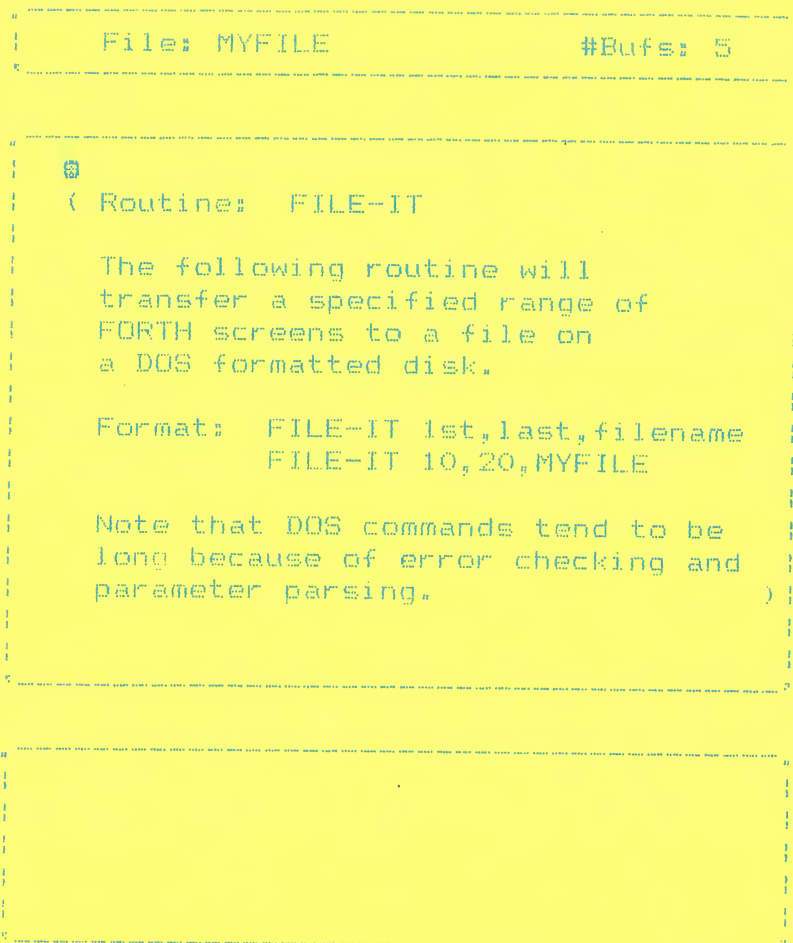 File: MYFILE #Bufs: 5
( Routine: FILE-IT
The following routine will
transfer a specified range of
FORTH screens to a file on
a DOS formatted disk.
Format: FILE-IT 1st,last,filename
FILE-IT 10,20,MYFILE
Note that DOS commands tend to be
long because of error checking and
parameter parsing. )